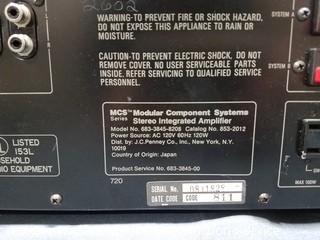 2602
WARNING-TO PREVENT FIRE OR SHOCK HAZARD,
DO NOT EXPOSE THIS APPLIANCE TO RAIN OR
MOISTURE.
CAUTION-TO PREVENT ELECTRIC SHOCK, DO NOT
REMOVE COVER. NO USER SERVICEABLE PARTS
INSIDE. REFER SERVICING TO QUALIFIED SERVICE
PERSONNEL.
SYSTEM A
SYSTEM B
MCS™ Modular Component Systems
Series Stereo Integrated Amplifier
Model No. 683-3845-8208 Catalog No. 853-2012
Power Source: AC 120V 60Hz 120W
Dist. by: J.C.Penney Co., Inc., New York, N.Y.
10019
Country of Origin: Japan
Product Service No. 683-3845-00
720
LISTED
153L
SERIAL No.
DATE CODE CODE 811
MAX 100W